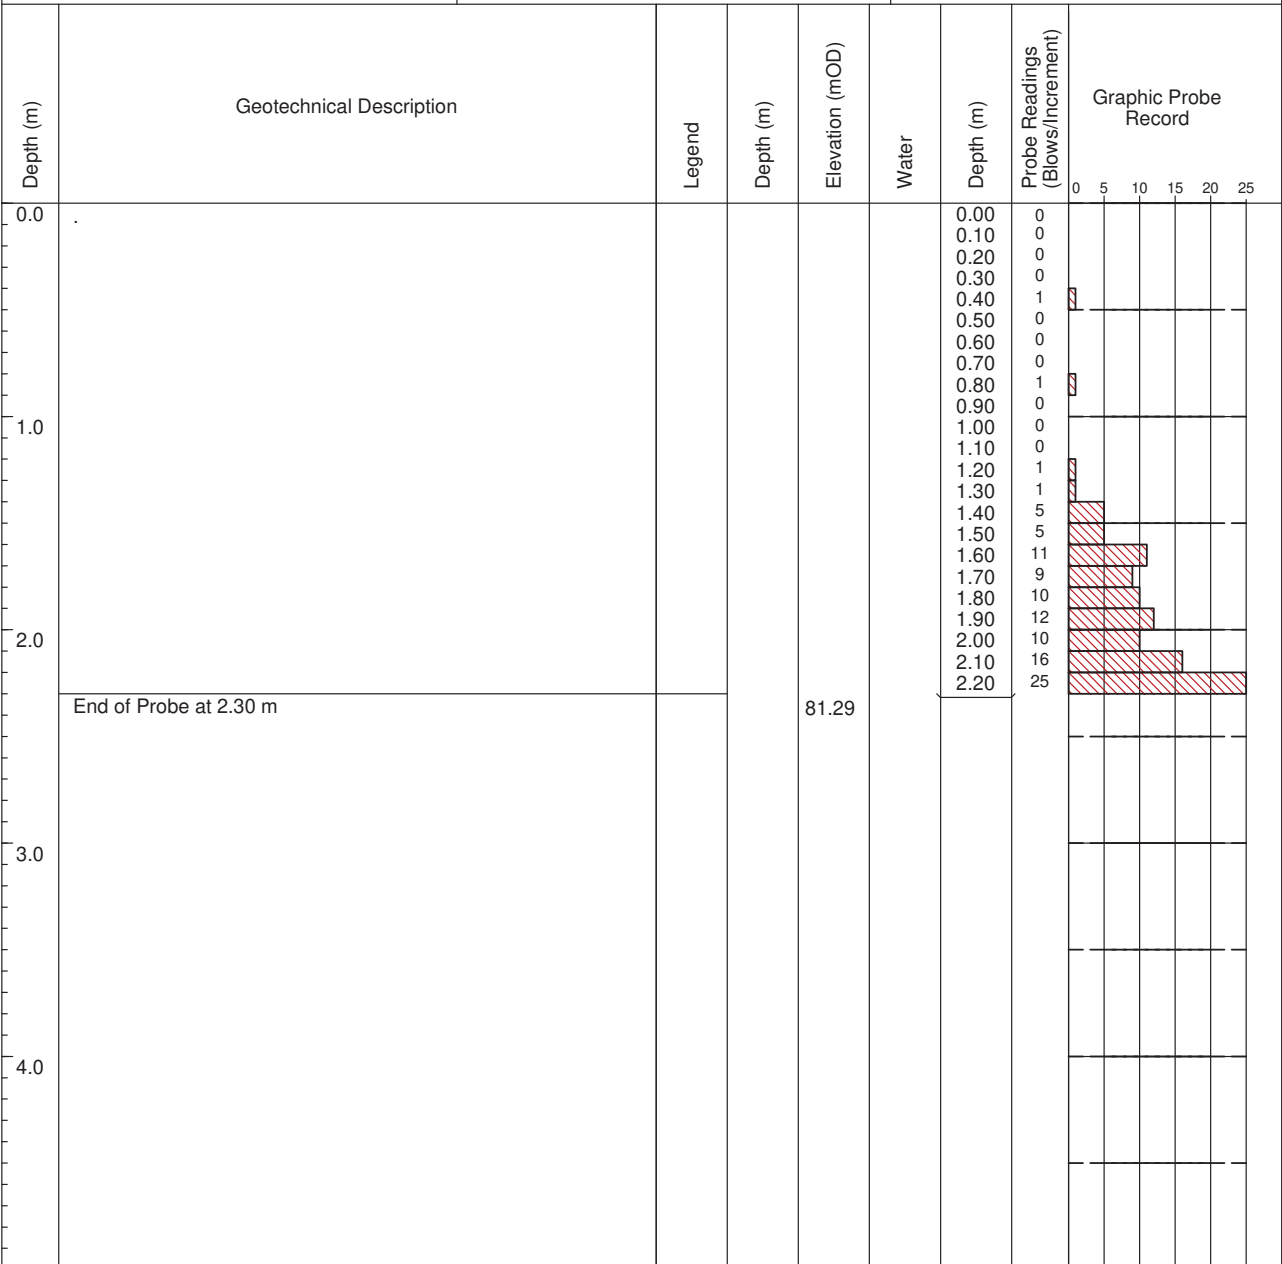 Depth (m)
Geotechnical Description
Legend
Depth (m)
Elevation (mOD)
Water
Depth (m)
Probe Readings
(Blows/Increment)
Graphic Probe
Record
0 5 10 15 20 25
0.0 . 0.00 0
0.10 0
0.20 0
0.30 0
0.40 1
0.50 0
0.60 0
0.70 0
0.80 1
0.90 0
1.0 1.00 0
1.10 0
1.20 1
1.30 1
1.40 5
1.50 5
1.60 11
1.70 9
1.80 10
1.90 12
2.0 2.00 10
2.10 16
2.20 25
End of Probe at 2.30 m 81.29
3.0
4.0